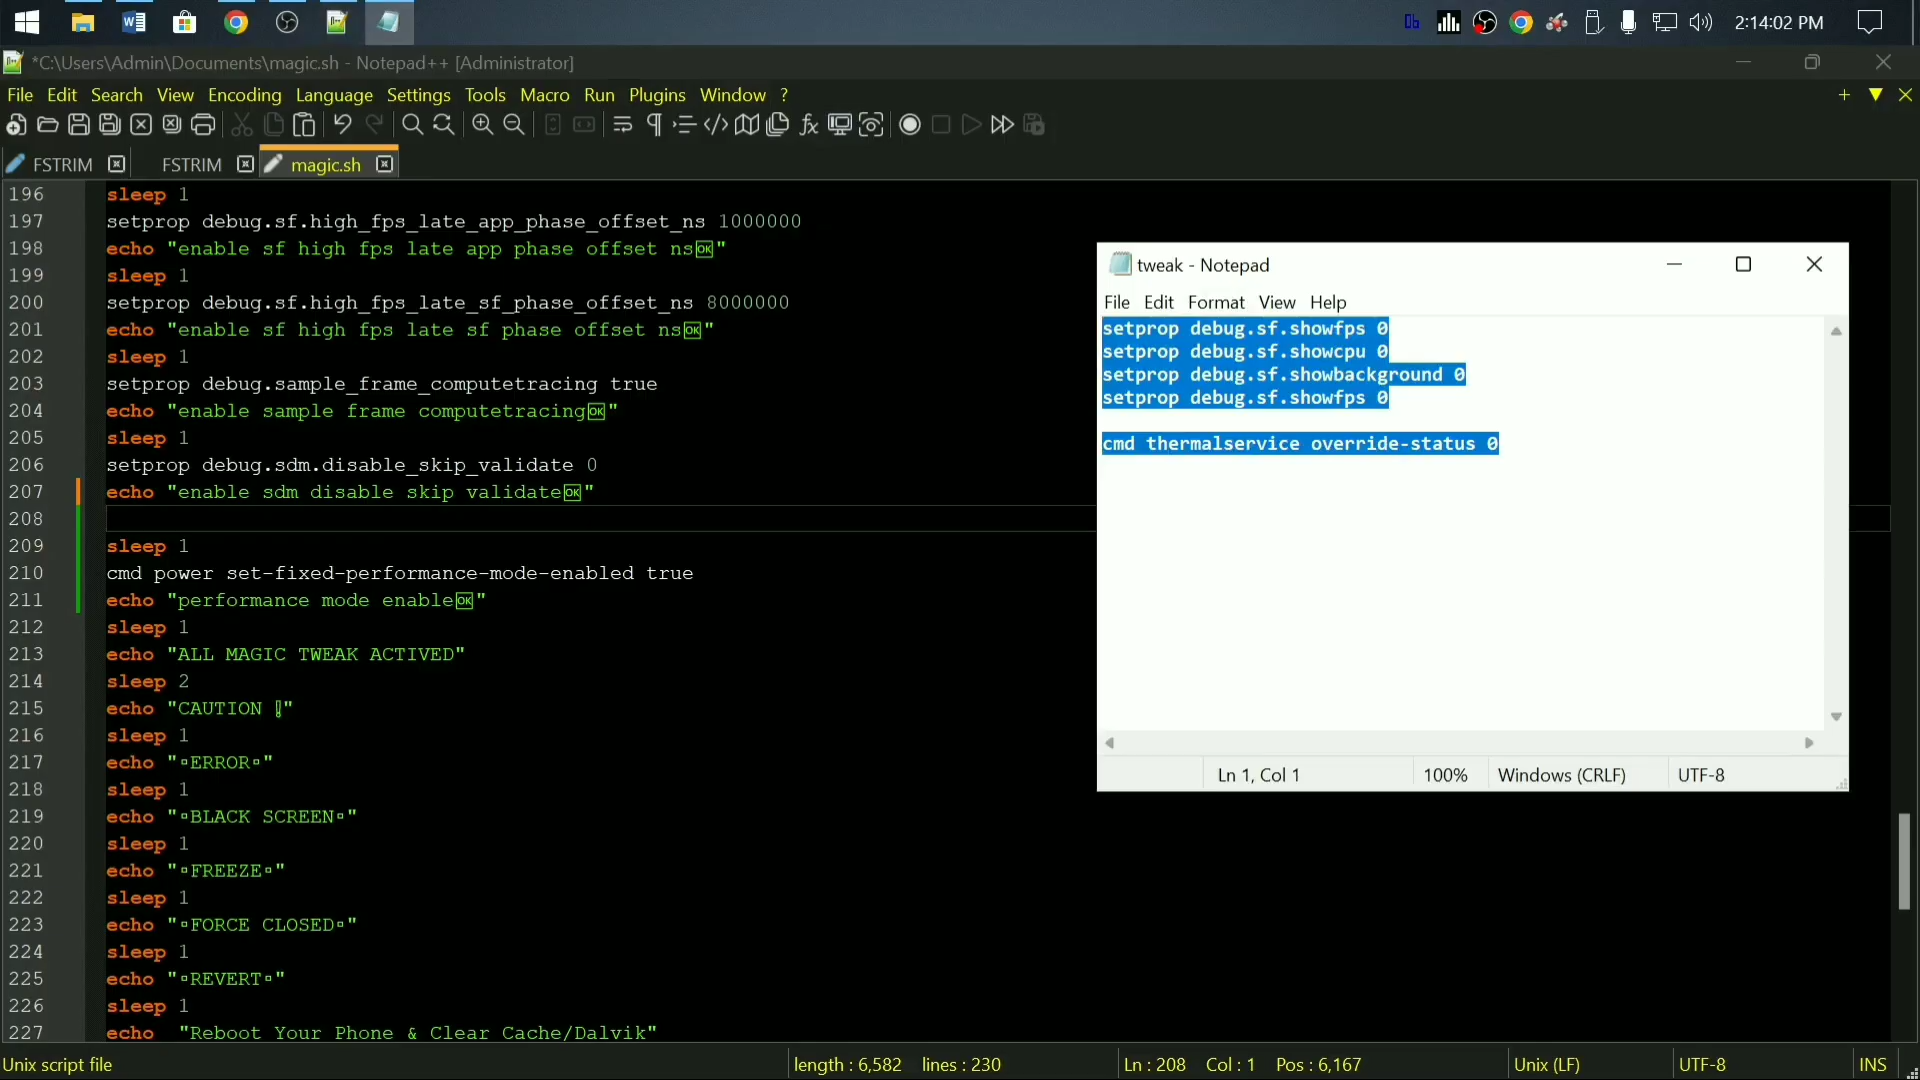 2:14:02 PM
*C:\Users\Admin\Documents\magic.sh - Notepad++ [Administrator]
File Edit Search View Encoding Language Settings Tools Macro Run Plugins Window ?
FSTRIM FSTRIM magic.sh
196 sleep 1
197 setprop debug.sf.high_fps_late_app_phase_offset_ns 1000000
198 echo "enable sf high fps late app phase offset ns🆗"
199 sleep 1
200 setprop debug.sf.high_fps_late_sf_phase_offset_ns 8000000
201 echo "enable sf high fps late sf phase offset ns🆗"
202 sleep 1
203 setprop debug.sample_frame_computetracing true
204 echo "enable sample frame computetracing🆗"
205 sleep 1
206 setprop debug.sdm.disable_skip_validate 0
207 echo "enable sdm disable skip validate🆗"
208
209 sleep 1
210 cmd power set-fixed-performance-mode-enabled true
211 echo "performance mode enable🆗"
212 sleep 1
213 echo "ALL MAGIC TWEAK ACTIVED"
214 sleep 2
215 echo "CAUTION ❕"
216 sleep 1
217 echo "▫ERROR▫"
218 sleep 1
219 echo "▫BLACK SCREEN▫"
220 sleep 1
221 echo "▫FREEZE▫"
222 sleep 1
223 echo "▫FORCE CLOSED▫"
224 sleep 1
225 echo "▫REVERT▫"
226 sleep 1
227 echo  "Reboot Your Phone & Clear Cache/Dalvik"
tweak - Notepad
File Edit Format View Help
setprop debug.sf.showfps 0
setprop debug.sf.showcpu 0
setprop debug.sf.showbackground 0
setprop debug.sf.showfps 0
cmd thermalservice override-status 0
Ln 1, Col 1 100% Windows (CRLF) UTF-8
Unix script file length : 6,582 lines : 230 Ln : 208 Col : 1 Pos : 6,167 Unix (LF) UTF-8 INS